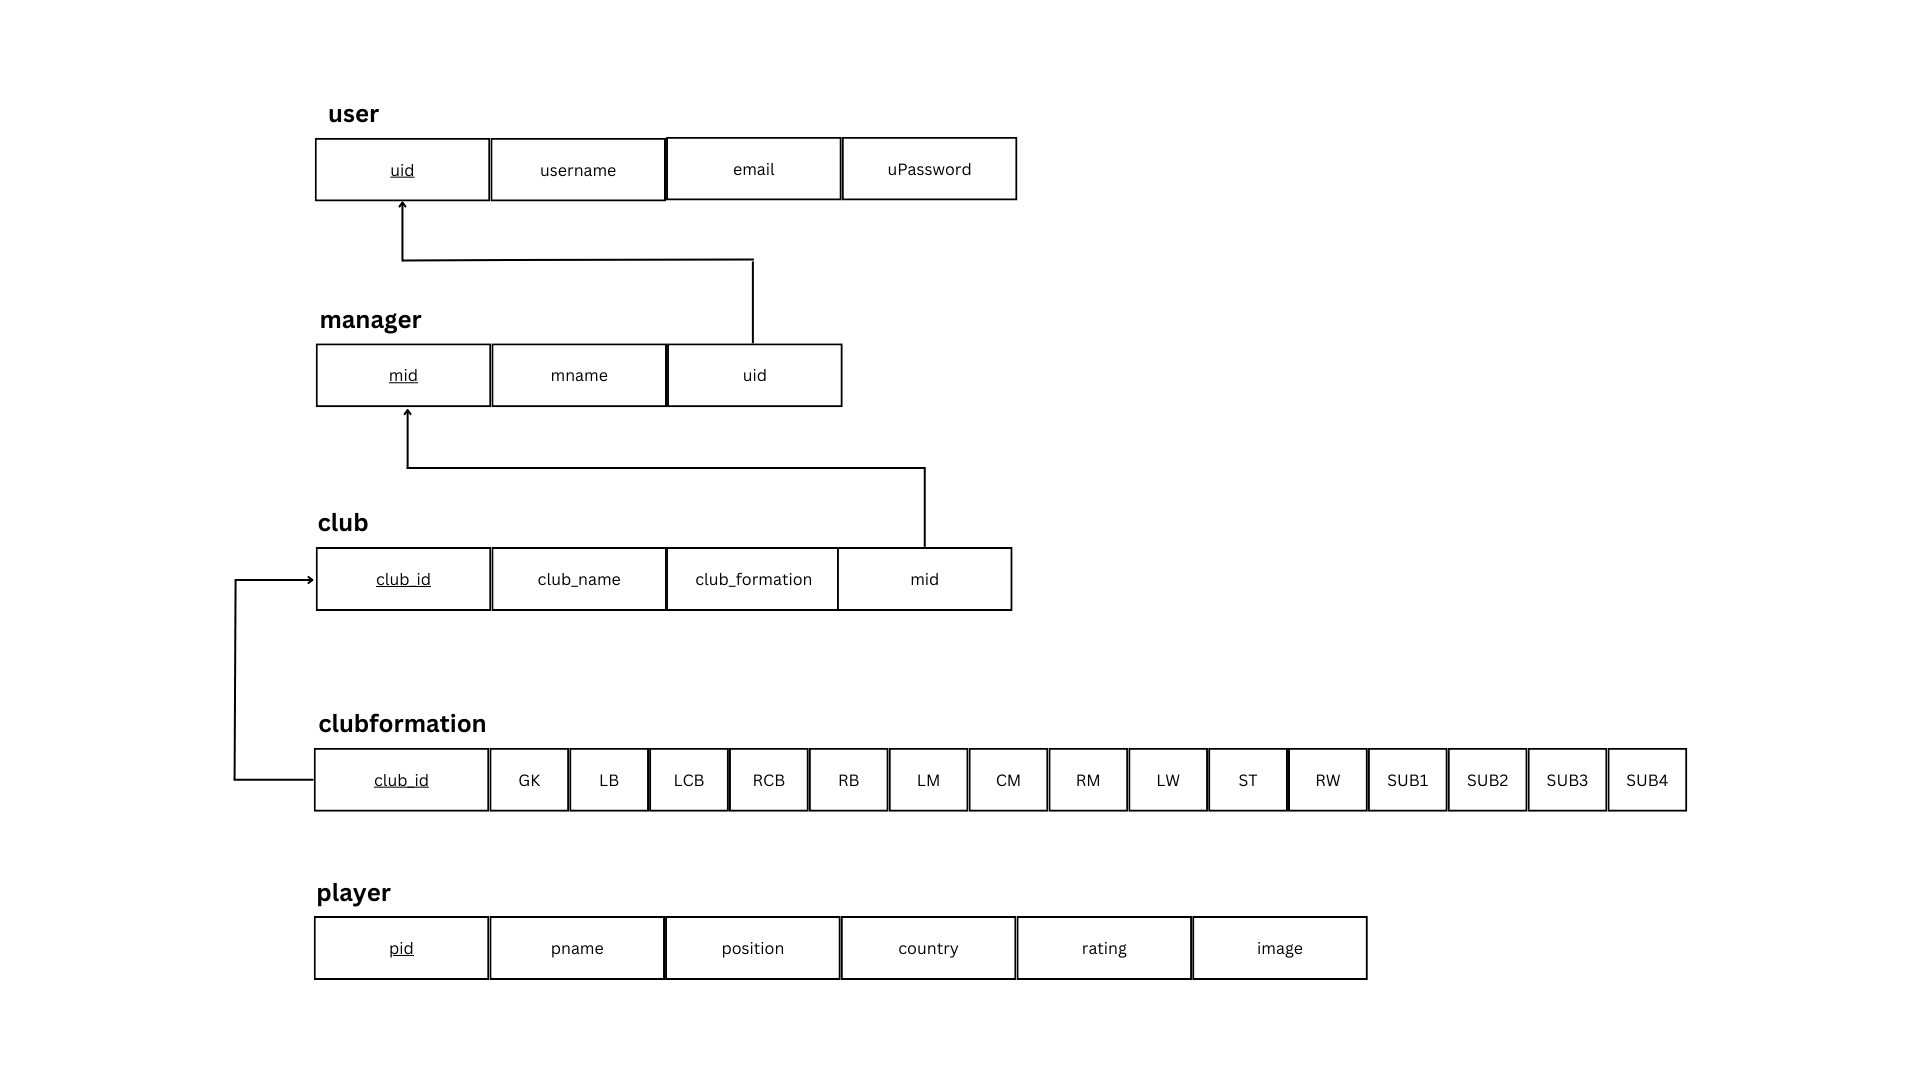 user
uid username email uPassword
manager
mid mname uid
club
club_id club_name club_formation mid
clubformation
club_id GK LB LCB RCB RB LM CM RM LW ST RW SUB1 SUB2 SUB3 SUB4
player
pid pname position country rating image